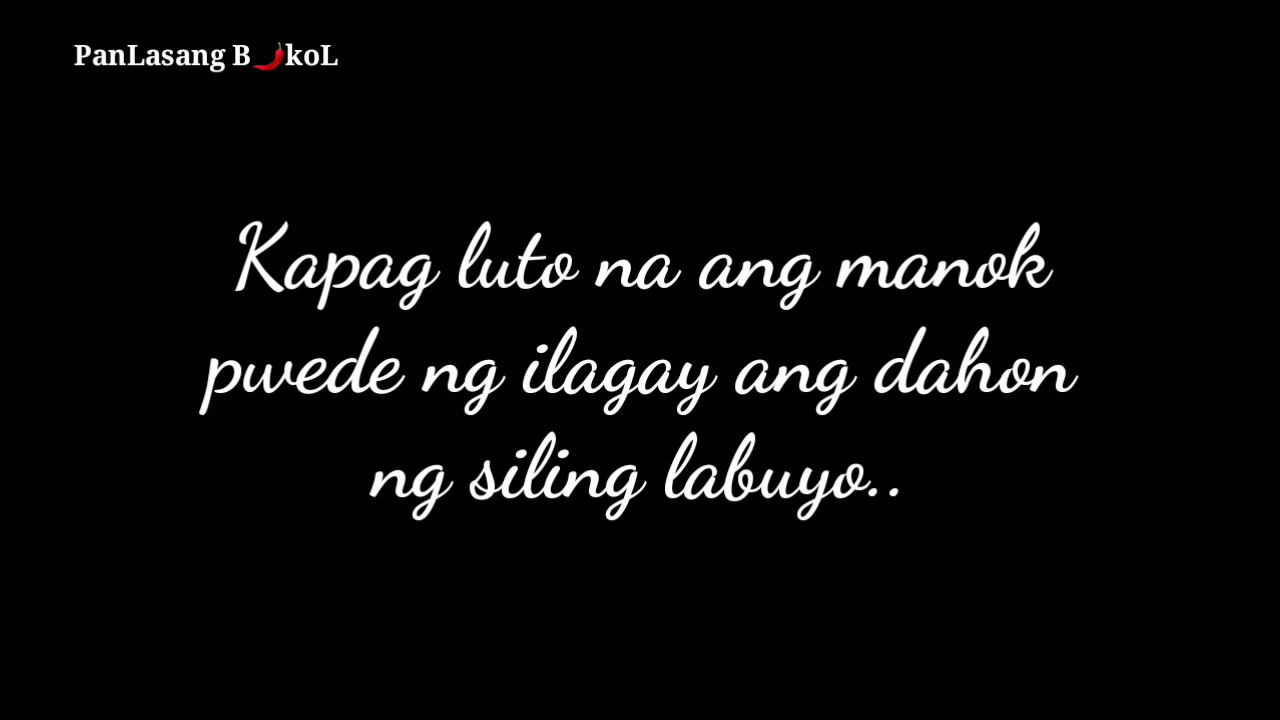 PanLasang B🌶koL
Kapag luto na ang manok
pwede ng ilagay ang dahon
ng siling labuyo..